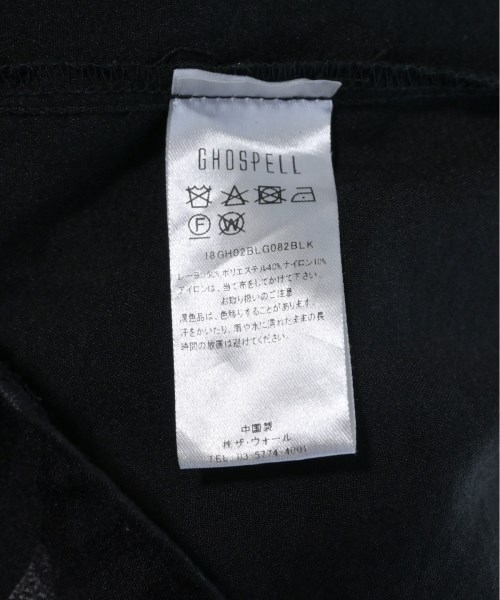 GHOSPELL
F W
18GH02BLG082BLK
レーヨン50% ポリエステル40% ナイロン10%
アイロンは、当て布をしてかけて下さい。
お取り扱いのご注意
濃色品は、色移りすることがあります。
汗をかいたり、雨や水に濡れたままの長
時間の放置は避けてください。
中国製
㈱ザ・ウォール
TEL. 03 5774 4001